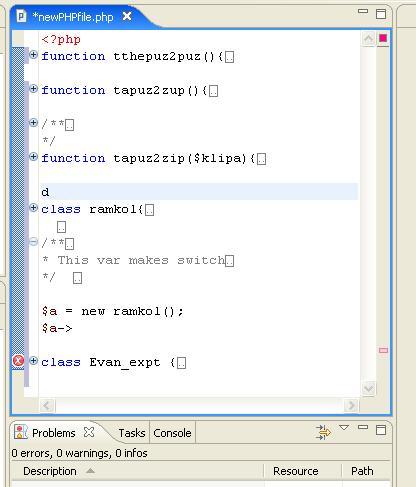 *newPHPfile.php
<?php
function tthepuz2puz(){
function tapuz2zup(){
/**
*/
function tapuz2zip($klipa){
d
class ramkol{
/**
* This var makes switch
*/
$a = new ramkol();
$a->
class Evan_expt {
Problems Tasks Console
0 errors, 0 warnings, 0 infos
Description Resource Path